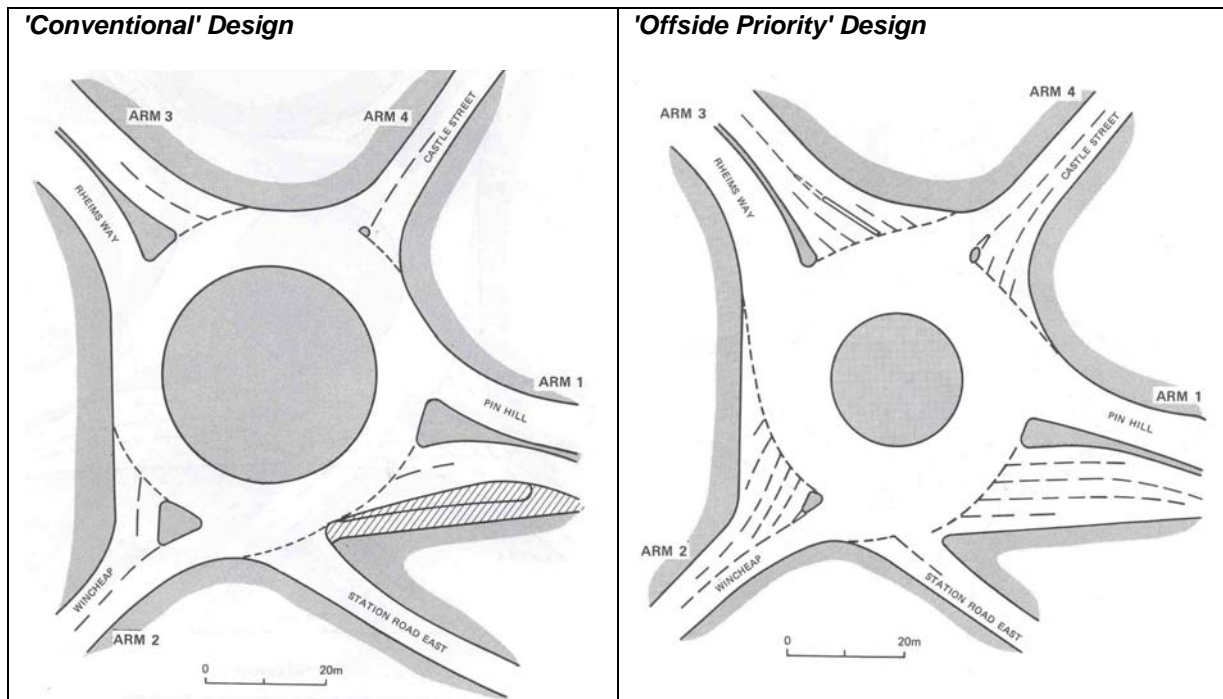 'Conventional' Design
ARM 3
ARM 4
CASTLE STREET
RHEIMS WAY
ARM 1
PIN HILL
WINCHEAP
STATION ROAD EAST
ARM 2
0 20m
'Offside Priority' Design
ARM 4
ARM 3
CASTLE STREET
RHEIMS WAY
ARM 1
PIN HILL
ARM 2
WINCHEAP
STATION ROAD EAST
0 20m